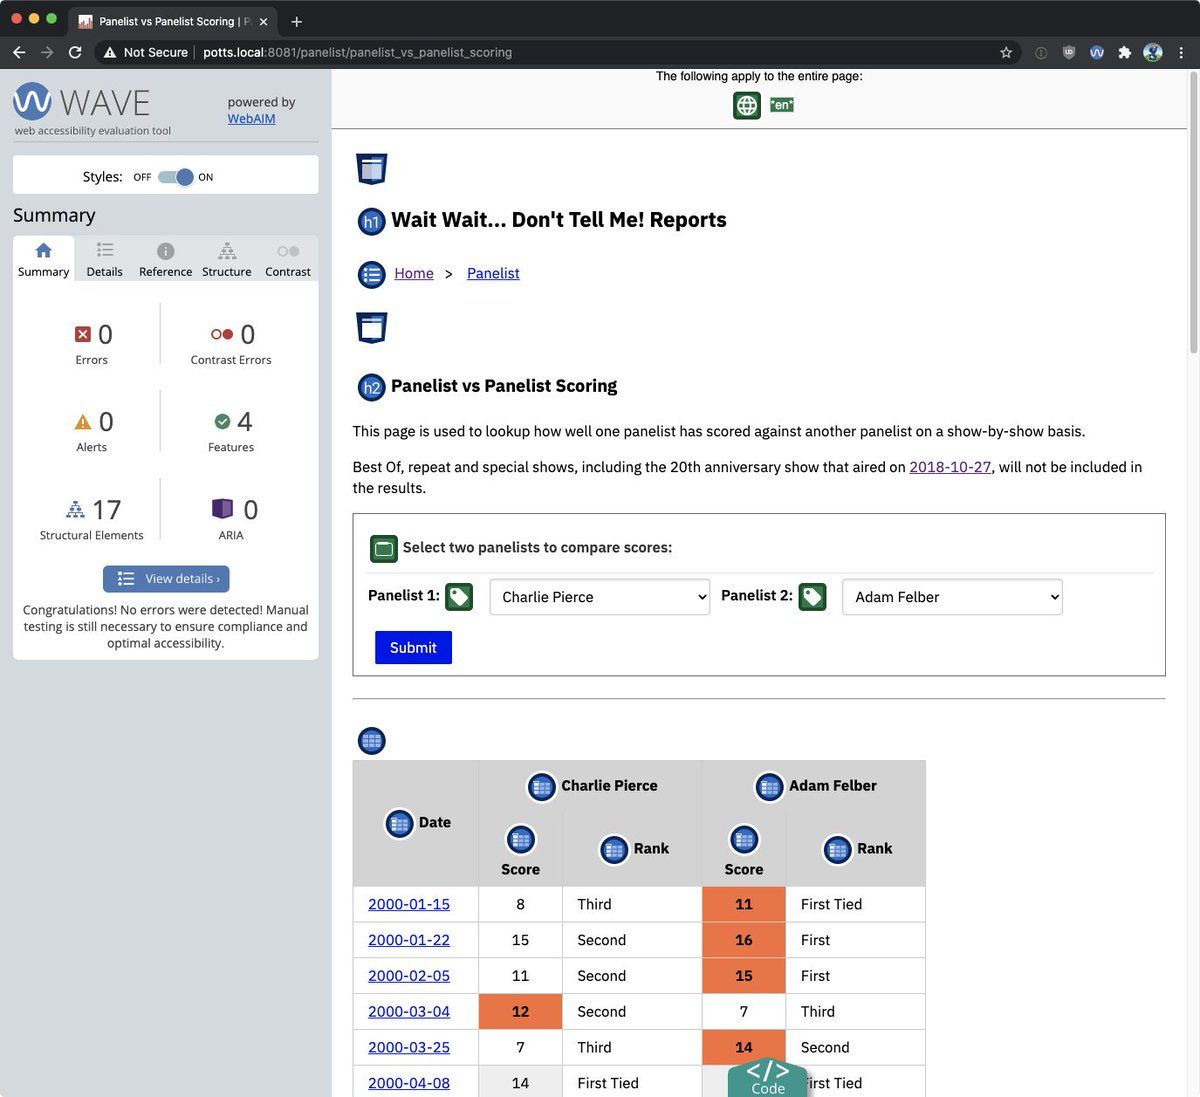 Panelist vs Panelist Scoring | P
Not Secure | potts.local:8081/panelist/panelist_vs_panelist_scoring
WAVE
web accessibility evaluation tool
powered by
WebAIM
Styles: OFF ON
Summary
Summary Details Reference Structure Contrast
0
Errors
0
Contrast Errors
0
Alerts
4
Features
17
Structural Elements
0
ARIA
View details ›
Congratulations! No errors were detected! Manual
testing is still necessary to ensure compliance and
optimal accessibility.
The following apply to the entire page:
*en*
h1 Wait Wait... Don't Tell Me! Reports
Home > Panelist
h2 Panelist vs Panelist Scoring
This page is used to lookup how well one panelist has scored against another panelist on a show-by-show basis.
Best Of, repeat and special shows, including the 20th anniversary show that aired on 2018-10-27, will not be included in
the results.
Select two panelists to compare scores:
Panelist 1: Charlie Pierce Panelist 2: Adam Felber
Submit
Charlie Pierce Adam Felber
Date
Score Rank Score Rank
2000-01-15 8 Third 11 First Tied
2000-01-22 15 Second 16 First
2000-02-05 11 Second 15 First
2000-03-04 12 Second 7 Third
2000-03-25 7 Third 14 Second
2000-04-08 14 First Tied First Tied
</> 
Code